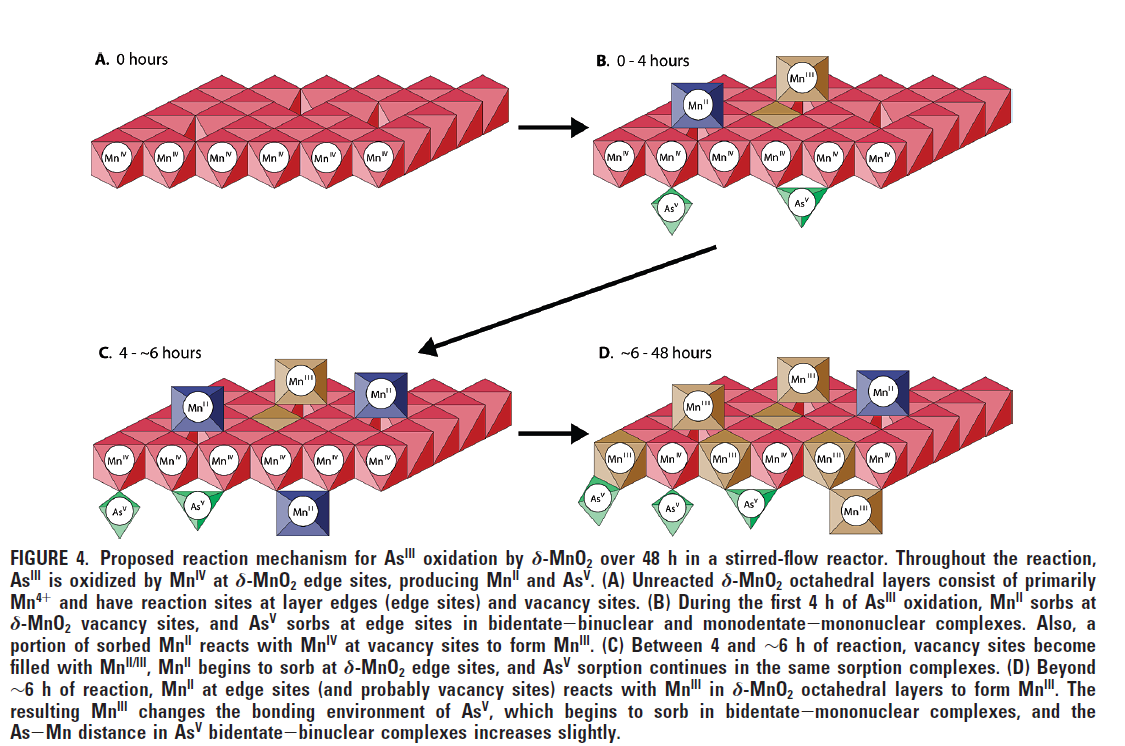 A. 0 hours
B. 0 - 4 hours
Mn^III
Mn^II
Mn^IV Mn^IV Mn^IV Mn^IV Mn^IV Mn^IV
Mn^IV Mn^IV Mn^IV Mn^IV Mn^IV Mn^IV
As^V As^V
C. 4 - ~6 hours
D. ~6 - 48 hours
Mn^II Mn^III Mn^II
Mn^III Mn^III Mn^II
Mn^IV Mn^IV Mn^IV Mn^IV Mn^IV Mn^IV
Mn^III Mn^IV Mn^III Mn^IV Mn^III Mn^IV
As^V As^V Mn^II
As^V As^V As^V Mn^III
FIGURE 4. Proposed reaction mechanism for As^III oxidation by δ-MnO₂ over 48 h in a stirred-flow reactor. Throughout the reaction,
As^III is oxidized by Mn^IV at δ-MnO₂ edge sites, producing Mn^II and As^V. (A) Unreacted δ-MnO₂ octahedral layers consist of primarily
Mn⁴⁺ and have reaction sites at layer edges (edge sites) and vacancy sites. (B) During the first 4 h of As^III oxidation, Mn^II sorbs at
δ-MnO₂ vacancy sites, and As^V sorbs at edge sites in bidentate–binuclear and monodentate–mononuclear complexes. Also, a
portion of sorbed Mn^II reacts with Mn^IV at vacancy sites to form Mn^III. (C) Between 4 and ~6 h of reaction, vacancy sites become
filled with Mn^II/III, Mn^II begins to sorb at δ-MnO₂ edge sites, and As^V sorption continues in the same sorption complexes. (D) Beyond
~6 h of reaction, Mn^II at edge sites (and probably vacancy sites) reacts with Mn^III in δ-MnO₂ octahedral layers to form Mn^III. The
resulting Mn^III changes the bonding environment of As^V, which begins to sorb in bidentate–mononuclear complexes, and the
As–Mn distance in As^V bidentate–binuclear complexes increases slightly.